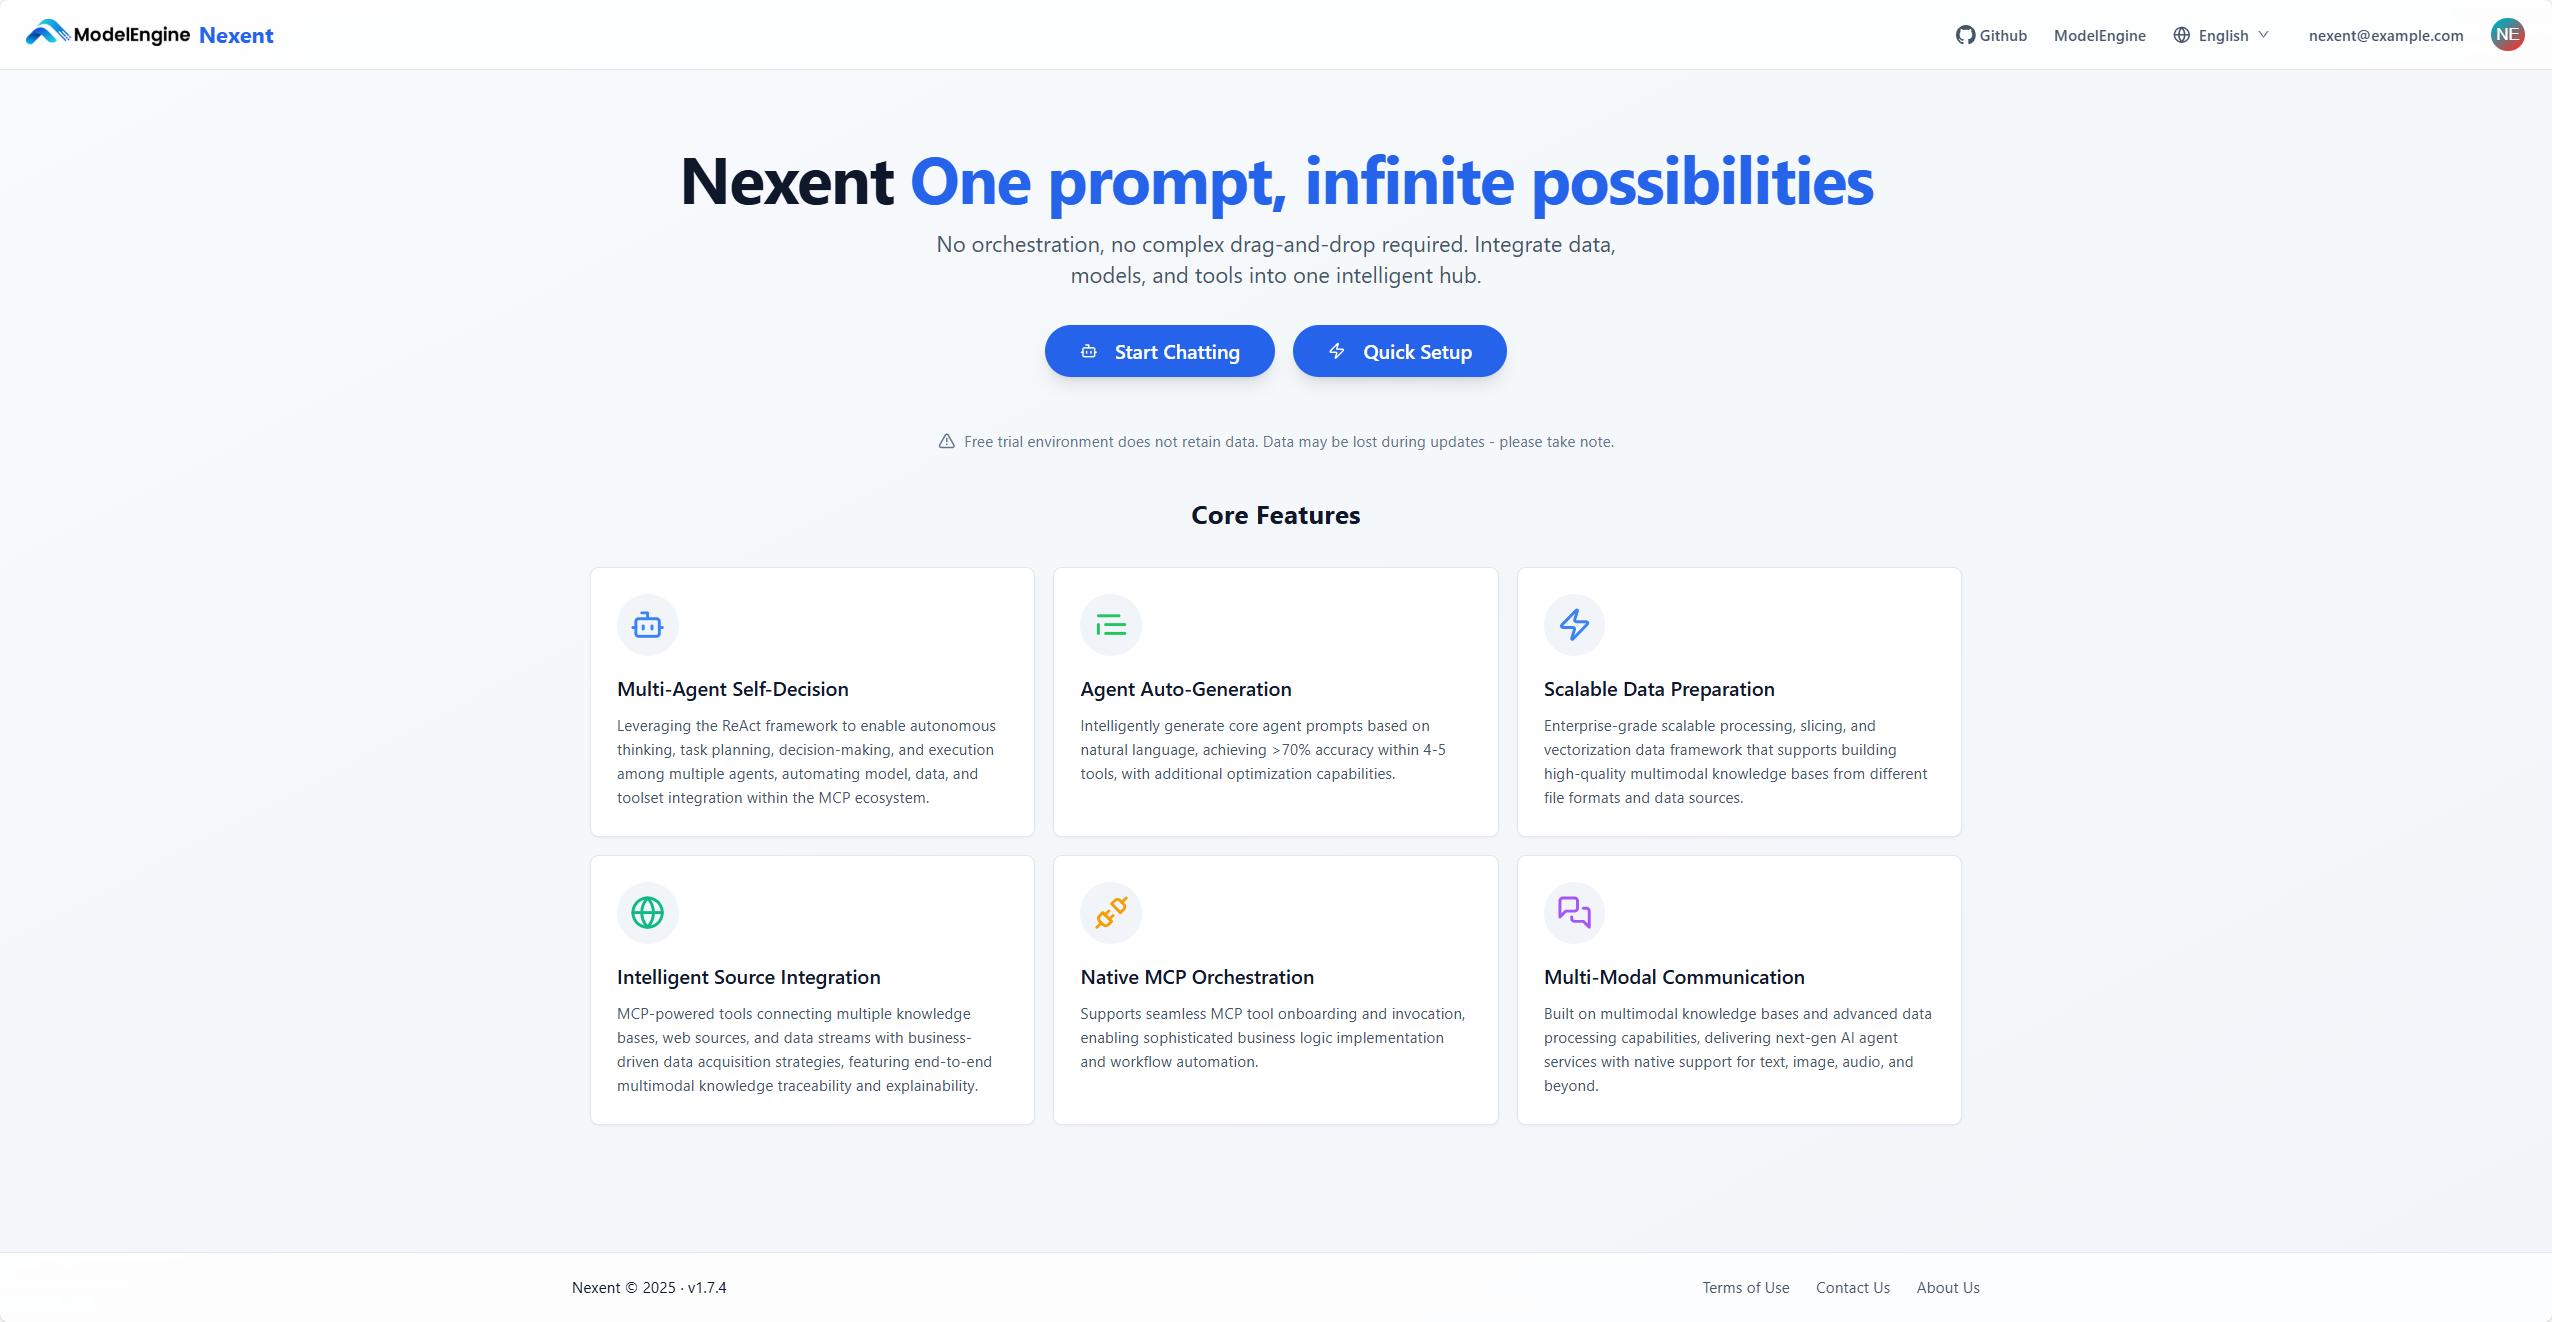 ModelEngine Nexent
Github
ModelEngine
English
nexent@example.com
NE
Nexent One prompt, infinite possibilities
No orchestration, no complex drag-and-drop required. Integrate data,
models, and tools into one intelligent hub.
Start Chatting
Quick Setup
Free trial environment does not retain data. Data may be lost during updates - please take note.
Core Features
Multi-Agent Self-Decision
Leveraging the ReAct framework to enable autonomous
thinking, task planning, decision-making, and execution
among multiple agents, automating model, data, and
toolset integration within the MCP ecosystem.
Agent Auto-Generation
Intelligently generate core agent prompts based on
natural language, achieving >70% accuracy within 4-5
tools, with additional optimization capabilities.
Scalable Data Preparation
Enterprise-grade scalable processing, slicing, and
vectorization data framework that supports building
high-quality multimodal knowledge bases from different
file formats and data sources.
Intelligent Source Integration
MCP-powered tools connecting multiple knowledge
bases, web sources, and data streams with business-
driven data acquisition strategies, featuring end-to-end
multimodal knowledge traceability and explainability.
Native MCP Orchestration
Supports seamless MCP tool onboarding and invocation,
enabling sophisticated business logic implementation
and workflow automation.
Multi-Modal Communication
Built on multimodal knowledge bases and advanced data
processing capabilities, delivering next-gen AI agent
services with native support for text, image, audio, and
beyond.
Nexent © 2025 · v1.7.4
Terms of Use
Contact Us
About Us